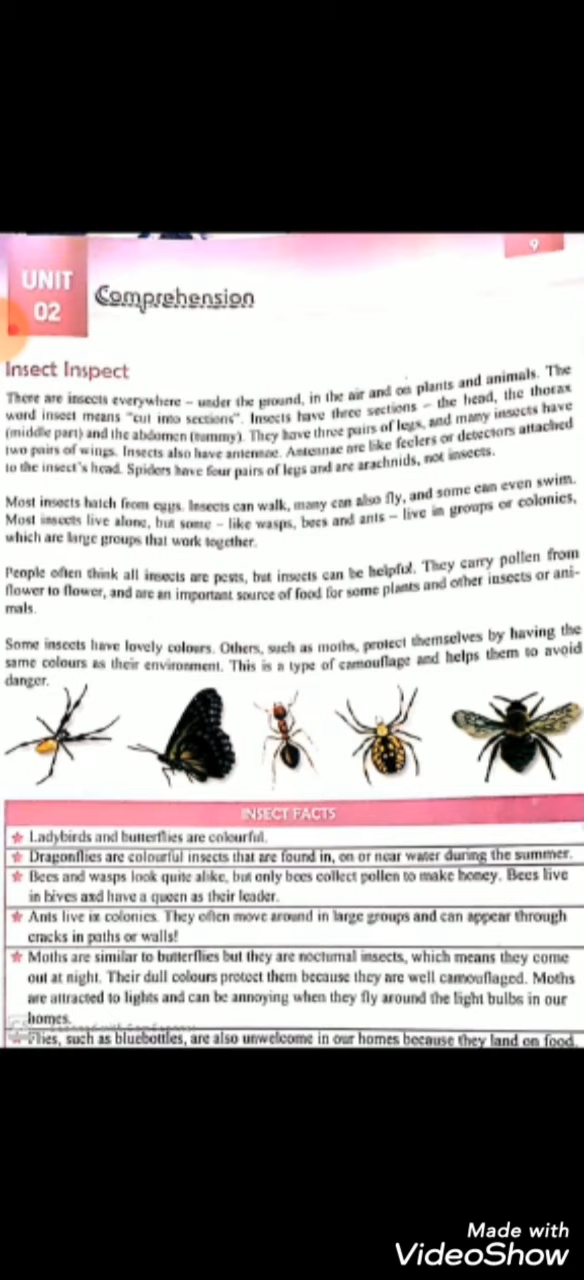 9
UNIT
02
Comprehension
Insect Inspect
There are insects everywhere – under the ground, in the air and on plants and animals. The
word insect means "cut into sections". Insects have three sections – the head, the thorax
(middle part) and the abdomen (tummy). They have three pairs of legs, and many insects have
two pairs of wings. Insects also have antennae. Antennae are like feelers or detectors attached
to the insect's head. Spiders have four pairs of legs and are arachnids, not insects.
Most insects hatch from eggs. Insects can walk, many can also fly, and some can even swim.
Most insects live alone, but some – like wasps, bees and ants – live in groups or colonies,
which are large groups that work together.
People often think all insects are pests, but insects can be helpful. They carry pollen from
flower to flower, and are an important source of food for some plants and other insects or ani-
mals.
Some insects have lovely colours. Others, such as moths, protect themselves by having the
same colours as their environment. This is a type of camouflage and helps them to avoid
danger.
INSECT FACTS
Ladybirds and butterflies are colourful.
Dragonflies are colourful insects that are found in, on or near water during the summer.
Bees and wasps look quite alike, but only bees collect pollen to make honey. Bees live
in hives and have a queen as their leader.
Ants live in colonies. They often move around in large groups and can appear through
cracks in paths or walls!
Moths are similar to butterflies but they are nocturnal insects, which means they come
out at night. Their dull colours protect them because they are well camouflaged. Moths
are attracted to lights and can be annoying when they fly around the light bulbs in our
homes.
Flies, such as bluebottles, are also unwelcome in our homes because they land on food.
Made with
VideoShow